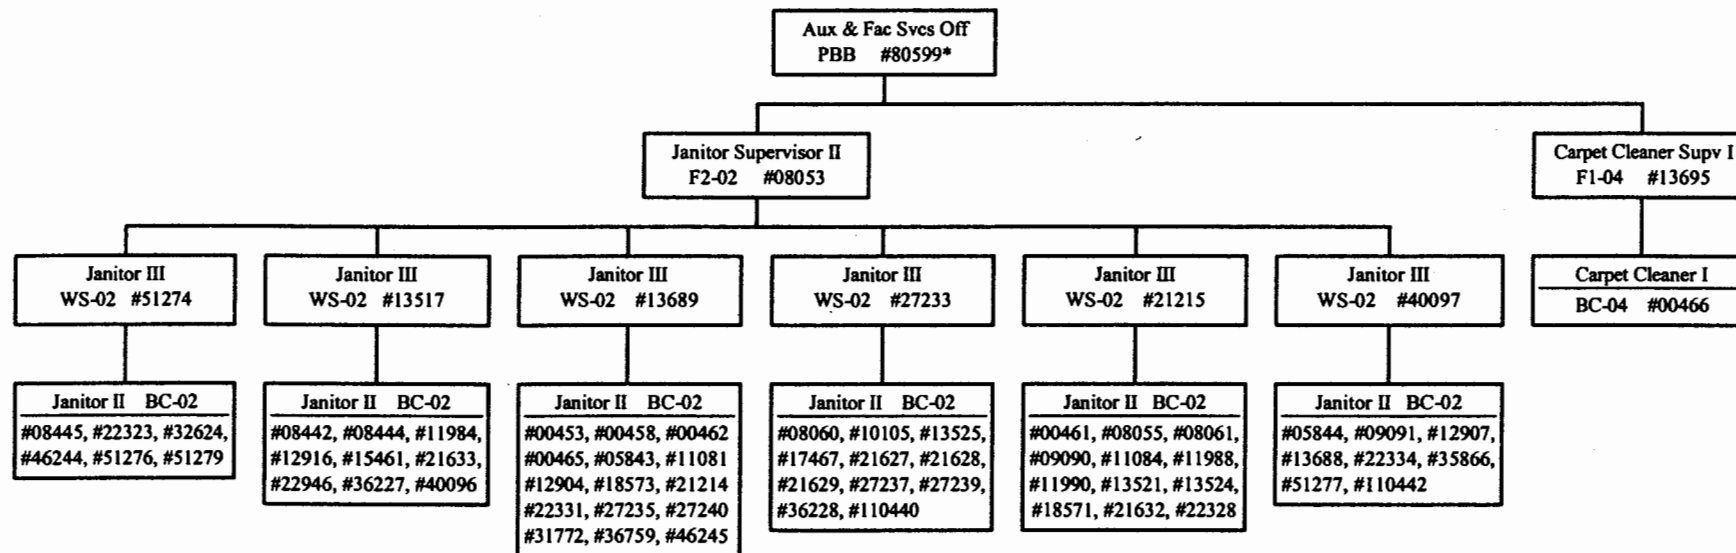 Aux & Fac Svcs Off
PBB #80599*
Janitor Supervisor II
F2-02 #08053
Carpet Cleaner Supv I
F1-04 #13695
Janitor III
WS-02 #51274
Janitor III
WS-02 #13517
Janitor III
WS-02 #13689
Janitor III
WS-02 #27233
Janitor III
WS-02 #21215
Janitor III
WS-02 #40097
Carpet Cleaner I
BC-04 #00466
Janitor II BC-02
#08445, #22323, #32624,
#46244, #51276, #51279
Janitor II BC-02
#08442, #08444, #11984,
#12916, #15461, #21633,
#22946, #36227, #40096
Janitor II BC-02
#00453, #00458, #00462
#00465, #05843, #11081
#12904, #18573, #21214
#22331, #27235, #27240
#31772, #36759, #46245
Janitor II BC-02
#08060, #10105, #13525,
#17467, #21627, #21628,
#21629, #27237, #27239,
#36228, #110440
Janitor II BC-02
#00461, #08055, #08061,
#09090, #11084, #11988,
#11990, #13521, #13524,
#18571, #21632, #22328
Janitor II BC-02
#05844, #09091, #12907,
#13688, #22334, #35866,
#51277, #110442